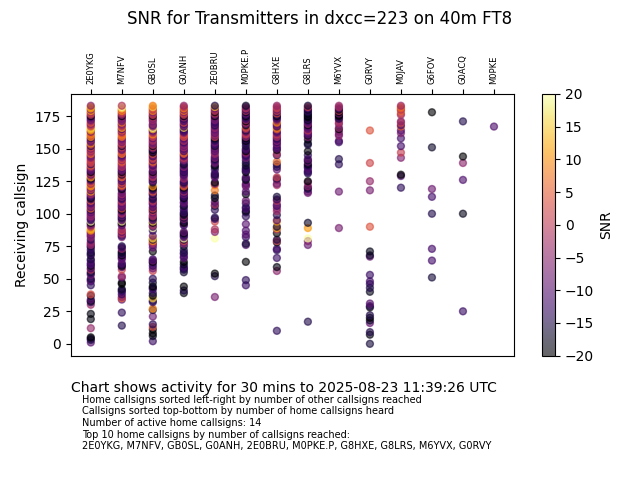 SNR for Transmitters in dxcc=223 on 40m FT8
2E0YKG
M7NFV
GB0SL
G0ANH
2E0BRU
M0PKE.P
G8HXE
G8LRS
M6YVX
G0RVY
M0JAV
G6FOV
G0ACQ
M0PKE
175
150
125
100
75
50
25
0
Receiving callsign
20
15
10
5
0
−5
−10
−15
−20
SNR
Chart shows activity for 30 mins to 2025-08-23 11:39:26 UTC
Home callsigns sorted left-right by number of other callsigns reached
Callsigns sorted top-bottom by number of home callsigns heard
Number of active home callsigns: 14
Top 10 home callsigns by number of callsigns reached:
2E0YKG, M7NFV, GB0SL, G0ANH, 2E0BRU, M0PKE.P, G8HXE, G8LRS, M6YVX, G0RVY